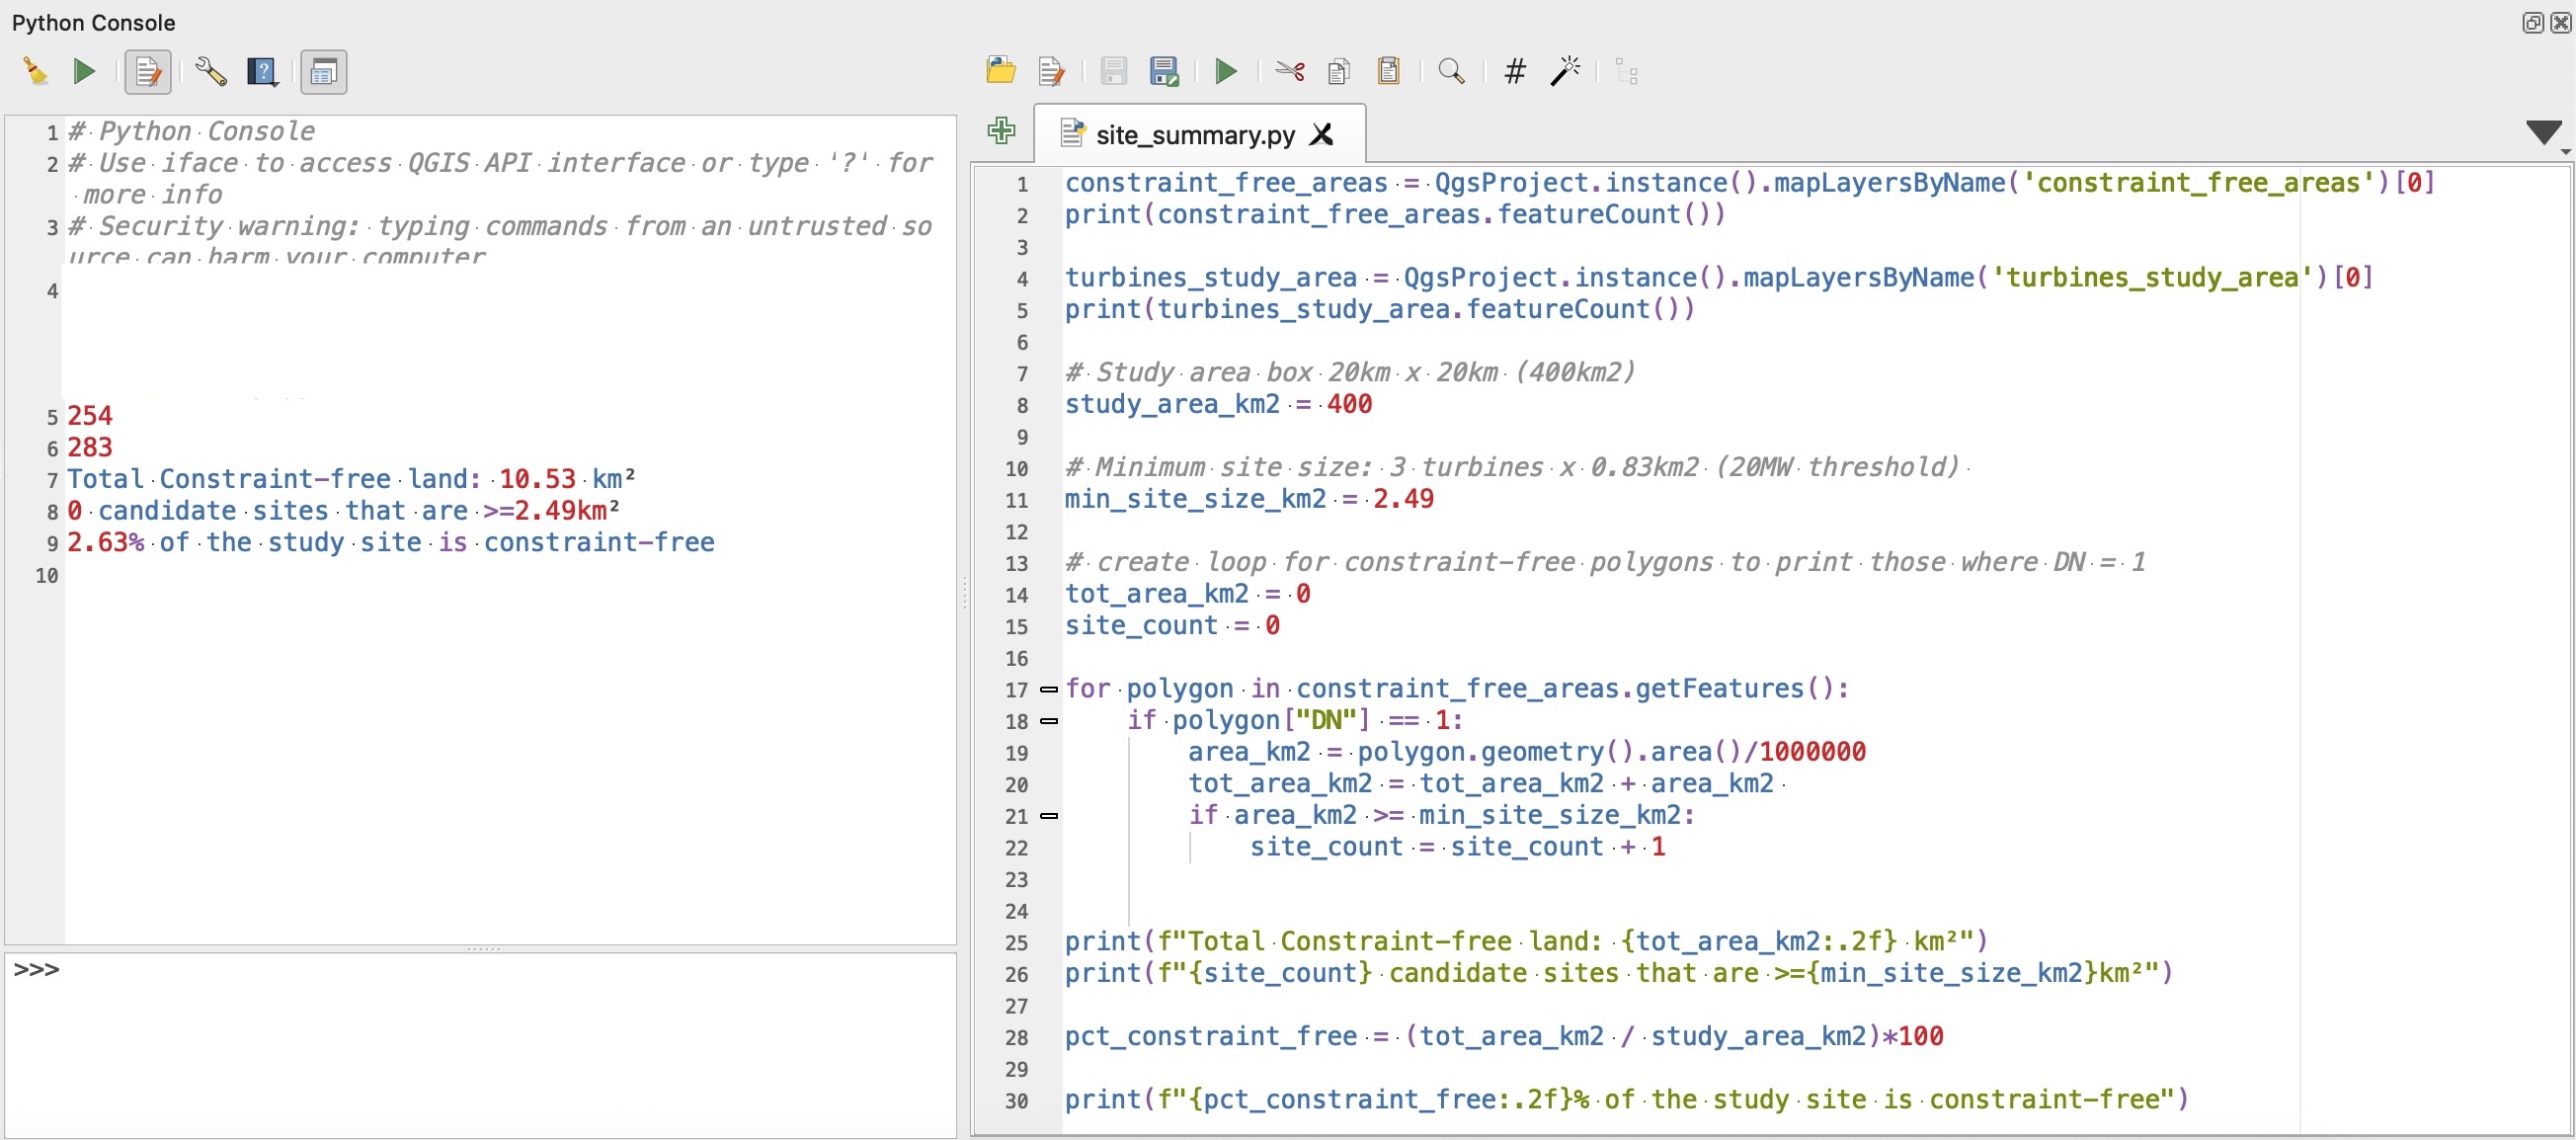 Python Console
1 # Python Console
2 # Use iface to access QGIS API interface or type '?' for
more info
3 # Security warning: typing commands from an untrusted so
urce can harm your computer
4
5 254
6 283
7 Total Constraint-free land: 10.53 km²
8 0 candidate sites that are >=2.49km²
9 2.63% of the study site is constraint-free
10
>>>
site_summary.py
1 constraint_free_areas = QgsProject.instance().mapLayersByName('constraint_free_areas')[0]
2 print(constraint_free_areas.featureCount())
3
4 turbines_study_area = QgsProject.instance().mapLayersByName('turbines_study_area')[0]
5 print(turbines_study_area.featureCount())
6
7 # Study area box 20km x 20km (400km2)
8 study_area_km2 = 400
9
10 # Minimum site size: 3 turbines x 0.83km2 (20MW threshold)
11 min_site_size_km2 = 2.49
12
13 # create loop for constraint-free polygons to print those where DN = 1
14 tot_area_km2 = 0
15 site_count = 0
16
17 for polygon in constraint_free_areas.getFeatures():
18     if polygon["DN"] == 1:
19         area_km2 = polygon.geometry().area()/1000000
20         tot_area_km2 = tot_area_km2 + area_km2
21         if area_km2 >= min_site_size_km2:
22             site_count = site_count + 1
23
24
25 print(f"Total Constraint-free land: {tot_area_km2:.2f} km²")
26 print(f"{site_count} candidate sites that are >={min_site_size_km2}km²")
27
28 pct_constraint_free = (tot_area_km2 / study_area_km2)*100
29
30 print(f"{pct_constraint_free:.2f}% of the study site is constraint-free")